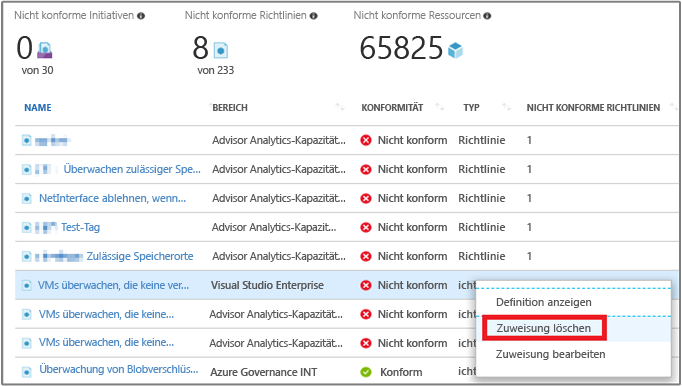 Nicht konforme Initiativen
Nicht konforme Richtlinien
Nicht konforme Ressourcen
0
8
65825
von 30
von 233
NAME BEREICH KONFORMITÄT TYP NICHT KONFORME RICHTLINIEN
Advisor Analytics-Kapazität... Nicht konform Richtlinie 1
Überwachen zulässiger Spe... Advisor Analytics-Kapazität... Nicht konform Richtlinie 1
NetInterface ablehnen, wenn... Advisor Analytics-Kapazität... Nicht konform Richtlinie 1
Test-Tag Advisor Analytics-Kapazit... Nicht konform Richtlinie 1
Zulässige Speicherorte Advisor Analytics-Kapazität... Nicht konform Richtlinie 1
VMs überwachen, die keine ver... Visual Studio Enterprise Nicht konform icht
VMs überwachen, die keine... Advisor Analytics-Kapazität... Nicht konform icht
VMs überwachen, die keine... Advisor Analytics-Kapazität... Nicht konform icht
Überwachung von Blobverschlüs... Azure Governance INT Konform icht
Definition anzeigen
Zuweisung löschen
Zuweisung bearbeiten